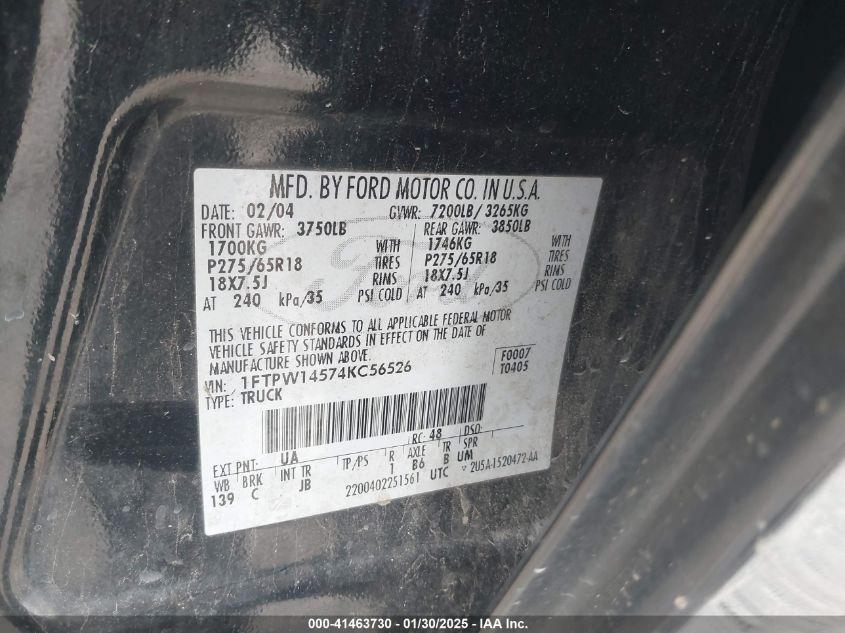 MFD. BY FORD MOTOR CO. IN U.S.A.
DATE: 02/04 GVWR: 7200LB/3265KG
FRONT GAWR: 3750LB REAR GAWR: 3850LB
1700KG WITH 1746KG WITH
P275/65R18 TIRES P275/65R18 TIRES
18X7.5J RIMS 18X7.5J RIMS
AT 240 kPa/35 PSI COLD AT 240 kPa/35 PSI COLD
Ford
THIS VEHICLE CONFORMS TO ALL APPLICABLE FEDERAL MOTOR
VEHICLE SAFETY STANDARDS IN EFFECT ON THE DATE OF
MANUFACTURE SHOWN ABOVE.
VIN: 1FTPW14574KC56526 F0007
TYPE: TRUCK T0405
RC: 48 DSO:
EXT PNT: UA
WB BRK INT TR TP/PS R AXLE TR SPR
139 C JB 1 B6 B UM
2200402251561 UTC V 2U5A-1520472-AA
000-41463730 - 01/30/2025 - © IAA Inc.